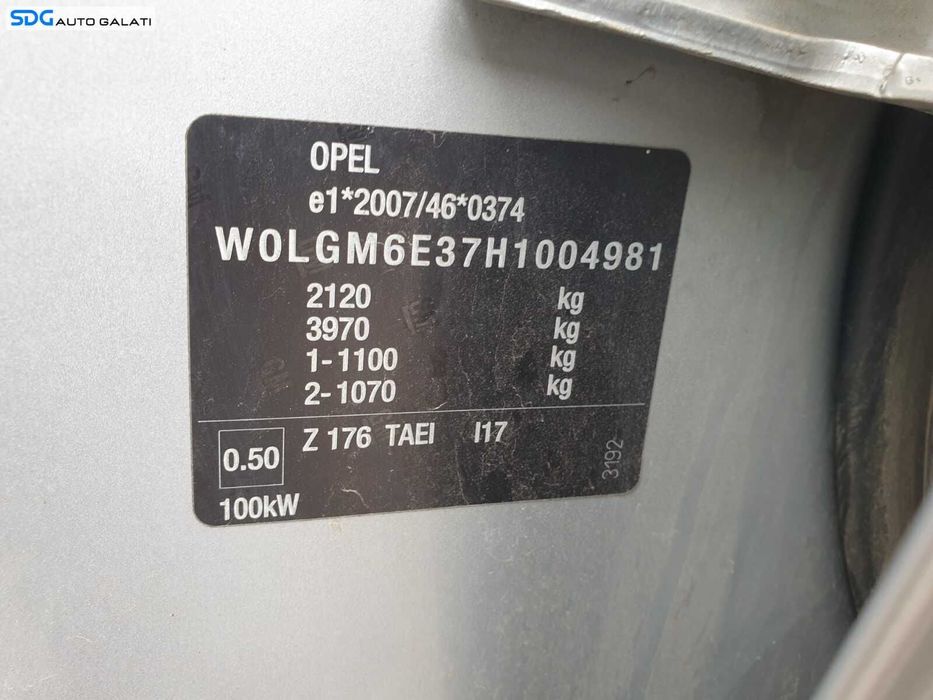 SDG AUTO GALATI
OPEL
e1*2007/46*0374
W0LGM6E37H1004981
2120 kg
3970 kg
1-1100 kg
2-1070 kg
0.50 Z 176 TAEI I17
3192
100kW